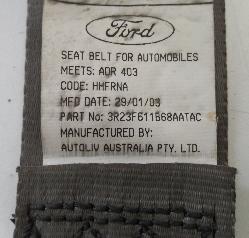 Ford
SEAT BELT FOR AUTOMOBILES
MEETS: ADR 4C3
CODE: HHFRNA
MFD DATE: 29/01/03
PART No: 3R23F611B68AATAC
MANUFACTURED BY:
AUTOLIV AUSTRALIA PTY. LTD.